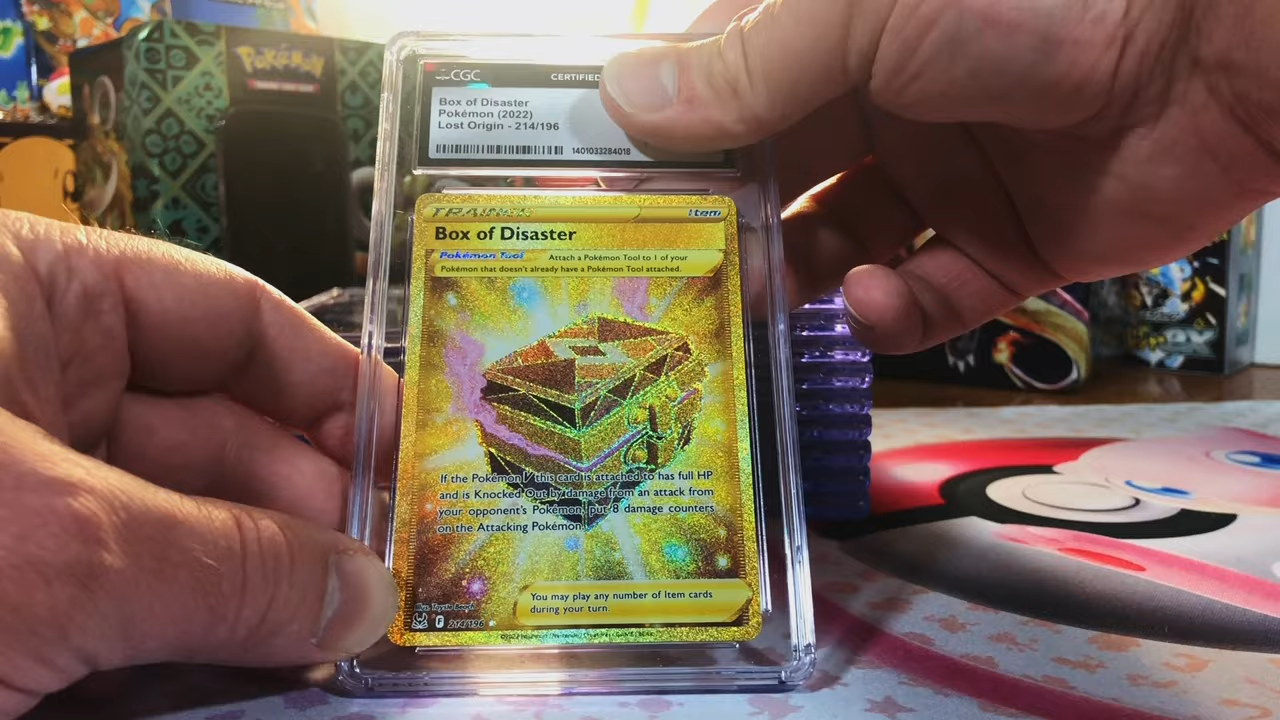 Pokémon
CGC
CERTIFIED
Box of Disaster
Pokémon (2022)
Lost Origin - 214/196
1401033284018
TRAINER
Item
Box of Disaster
Pokémon Tool
Attach a Pokémon Tool to 1 of your
Pokémon that doesn't already have a Pokémon Tool attached.
If the Pokémon V this card is attached to has full HP
and is Knocked Out by damage from an attack from
your opponent's Pokémon, put 8 damage counters
on the Attacking Pokémon.
You may play any number of Item cards
during your turn.
Illus. Toyste Beach
F 214/196